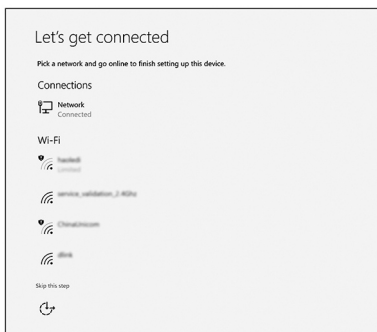 Let's get connected
Pick a network and go online to finish setting up this device.
Connections
Network
Connected
Wi-Fi
Limited
service_validation_2.4Ghz
ChinaUnicom
dlink
Skip this step